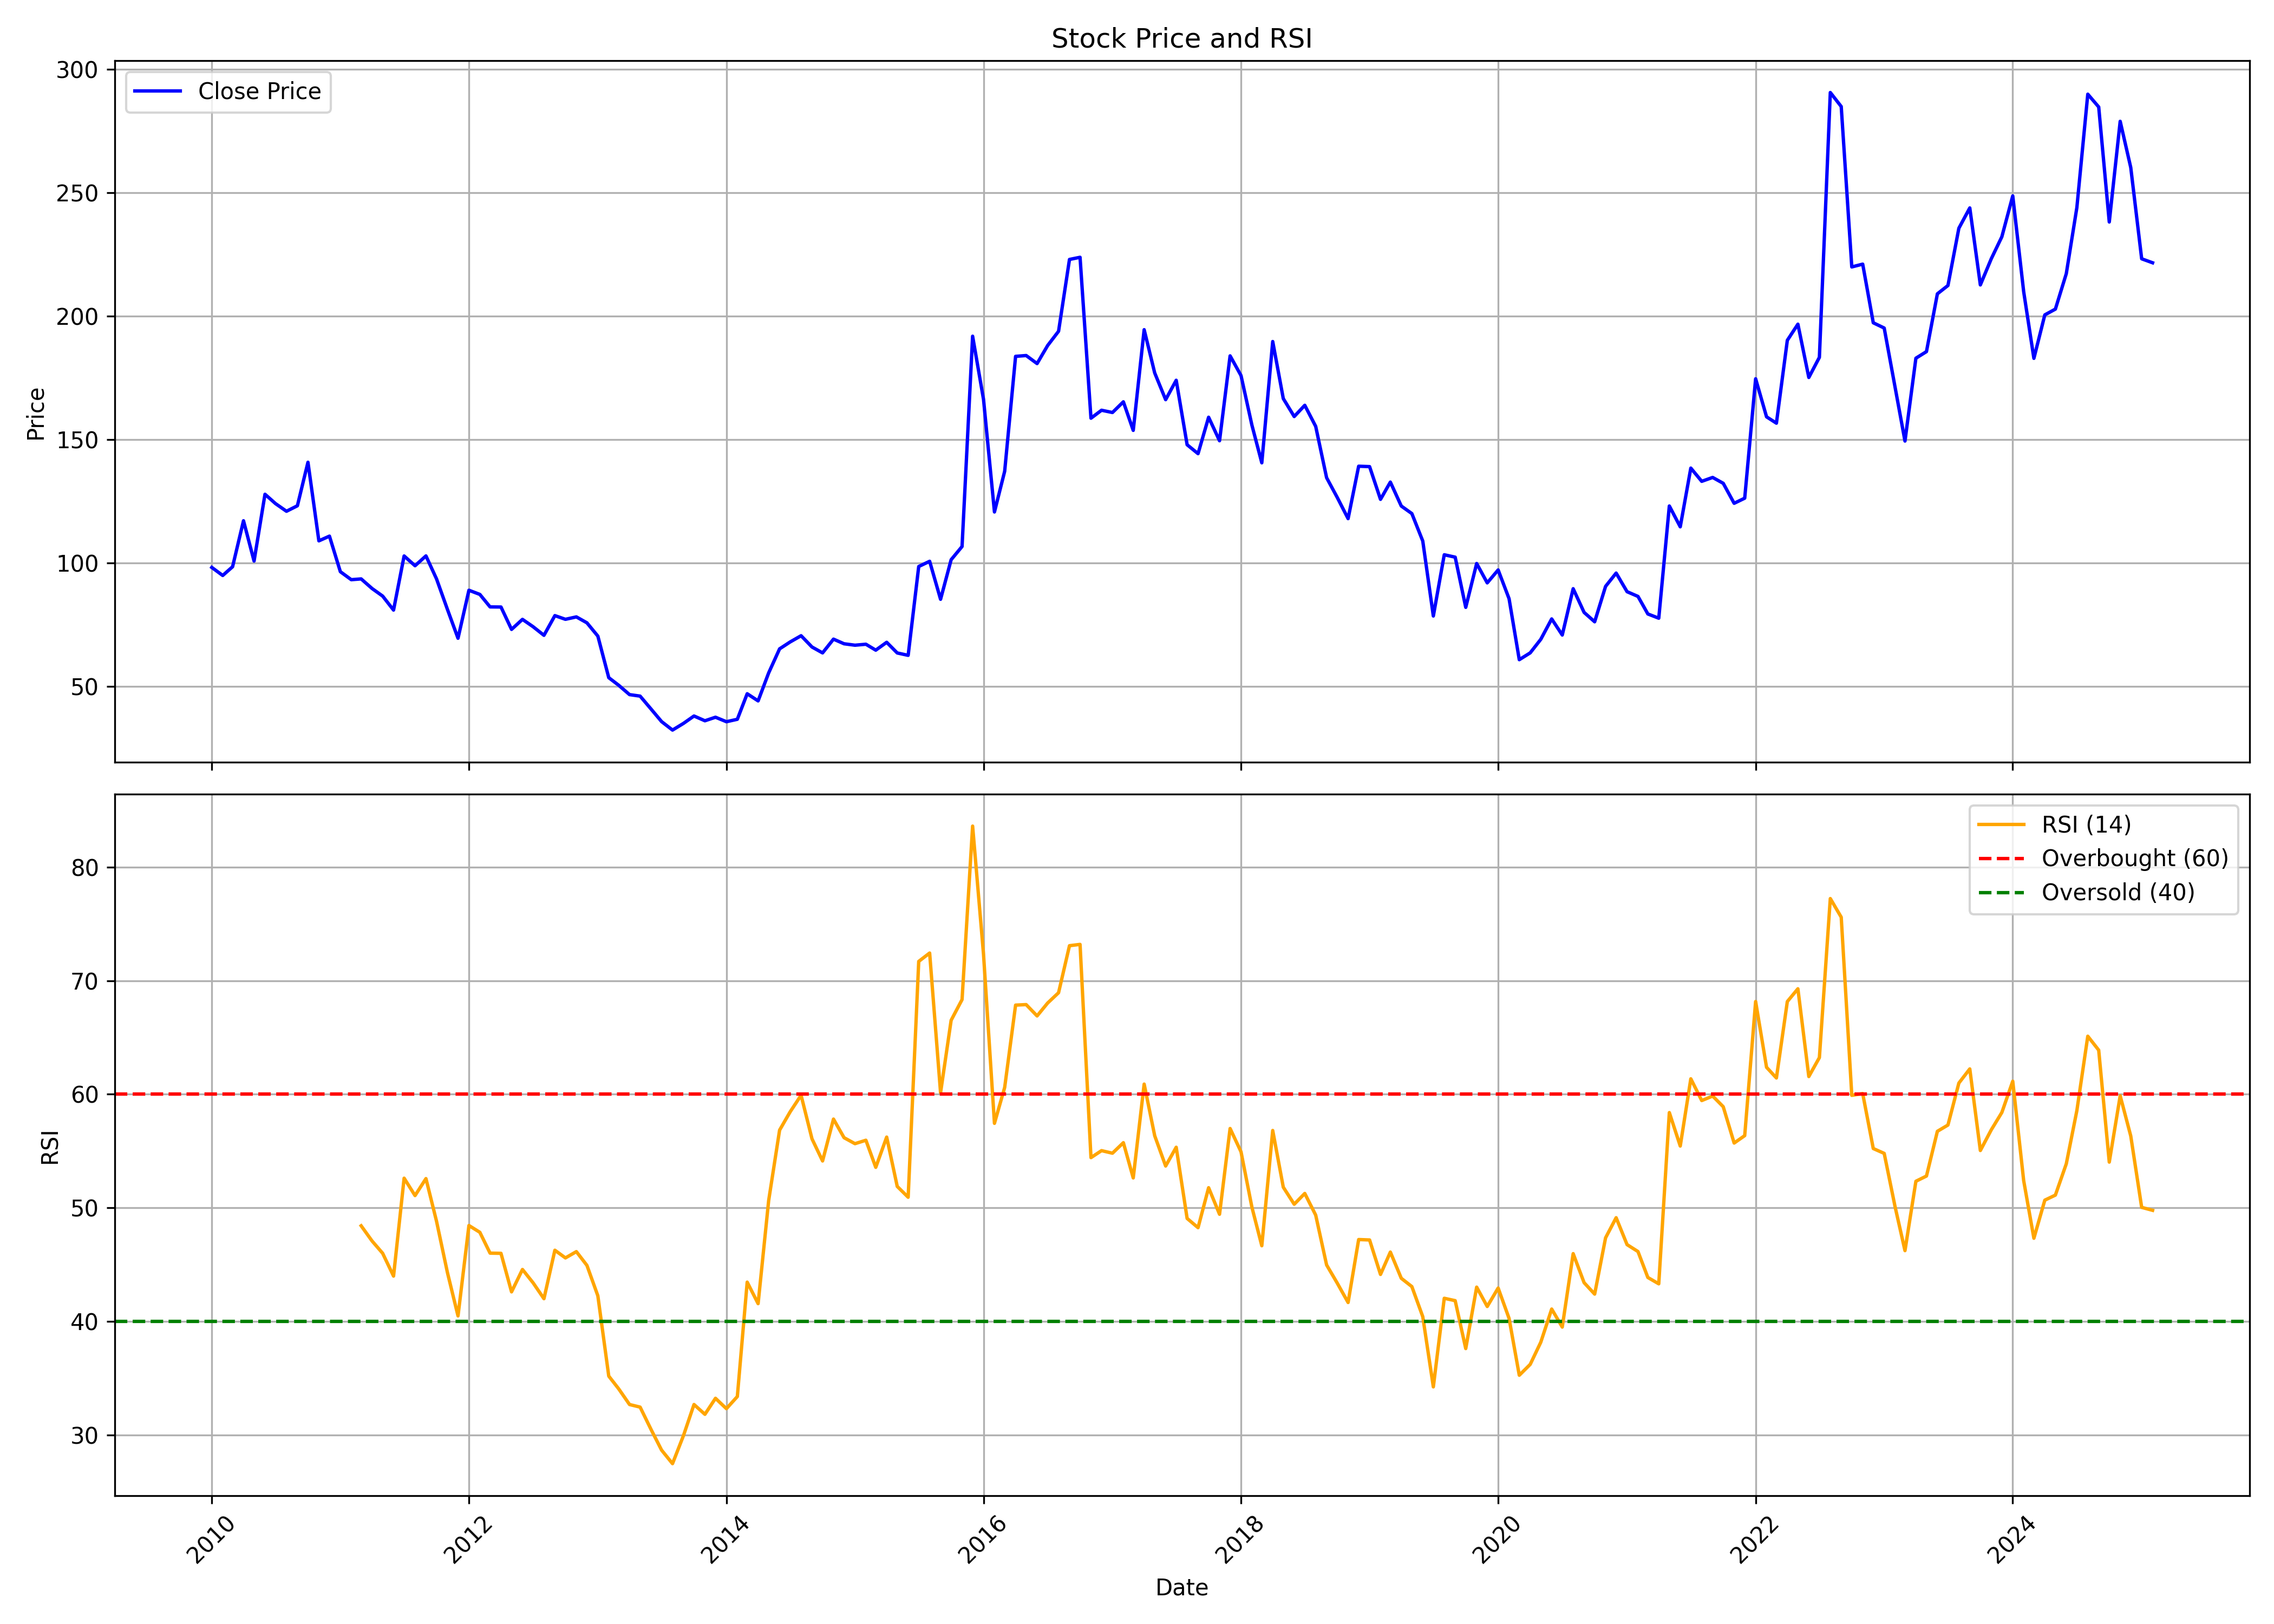 Stock Price and RSI
Close Price
Price
300
250
200
150
100
50
RSI (14)
Overbought (60)
Oversold (40)
RSI
80
70
60
50
40
30
2010
2012
2014
2016
2018
2020
2022
2024
Date